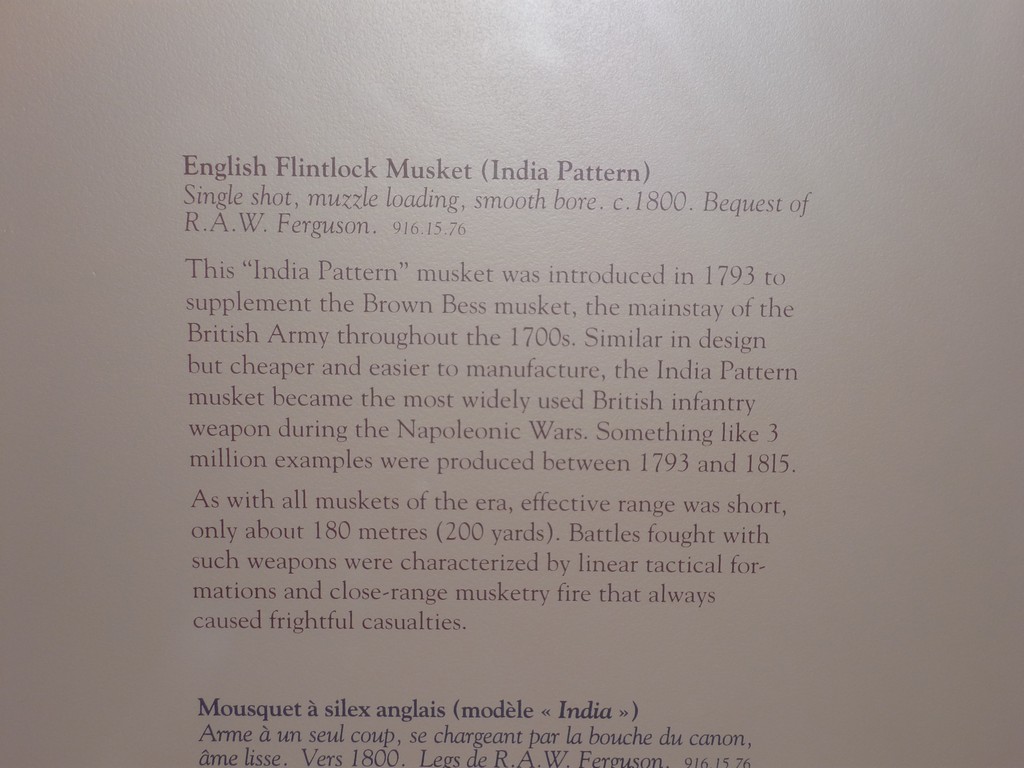 English Flintlock Musket (India Pattern)
Single shot, muzzle loading, smooth bore. c.1800. Bequest of
R.A.W. Ferguson. 916.15.76
This “India Pattern” musket was introduced in 1793 to
supplement the Brown Bess musket, the mainstay of the
British Army throughout the 1700s. Similar in design
but cheaper and easier to manufacture, the India Pattern
musket became the most widely used British infantry
weapon during the Napoleonic Wars. Something like 3
million examples were produced between 1793 and 1815.
As with all muskets of the era, effective range was short,
only about 180 metres (200 yards). Battles fought with
such weapons were characterized by linear tactical for-
mations and close-range musketry fire that always
caused frightful casualties.
Mousquet à silex anglais (modèle « India »)
Arme à un seul coup, se chargeant par la bouche du canon,
âme lisse. Vers 1800. Legs de R.A.W. Ferguson. 916.15.76